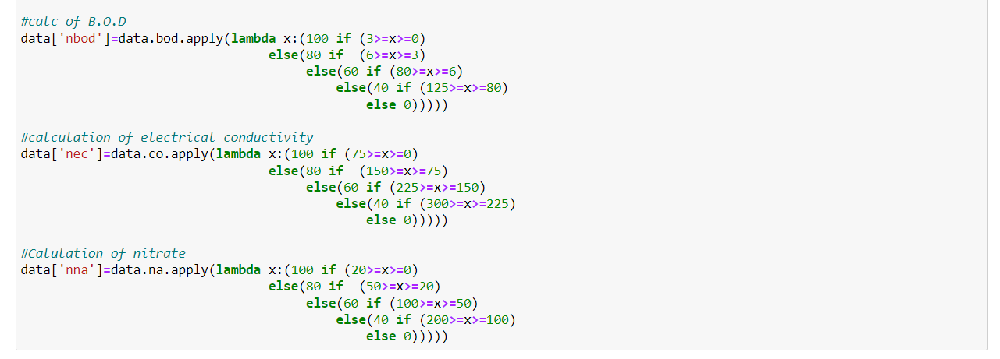 #calc of B.O.D
data['nbod']=data.bod.apply(lambda x:(100 if (3>=x>=0)
else(80 if  (6>=x>=3)
else(60 if (80>=x>=6)
else(40 if (125>=x>=80)
else 0)))))
#calculation of electrical conductivity
data['nec']=data.co.apply(lambda x:(100 if (75>=x>=0)
else(80 if  (150>=x>=75)
else(60 if (225>=x>=150)
else(40 if (300>=x>=225)
else 0)))))
#Calulation of nitrate
data['nna']=data.na.apply(lambda x:(100 if (20>=x>=0)
else(80 if  (50>=x>=20)
else(60 if (100>=x>=50)
else(40 if (200>=x>=100)
else 0)))))